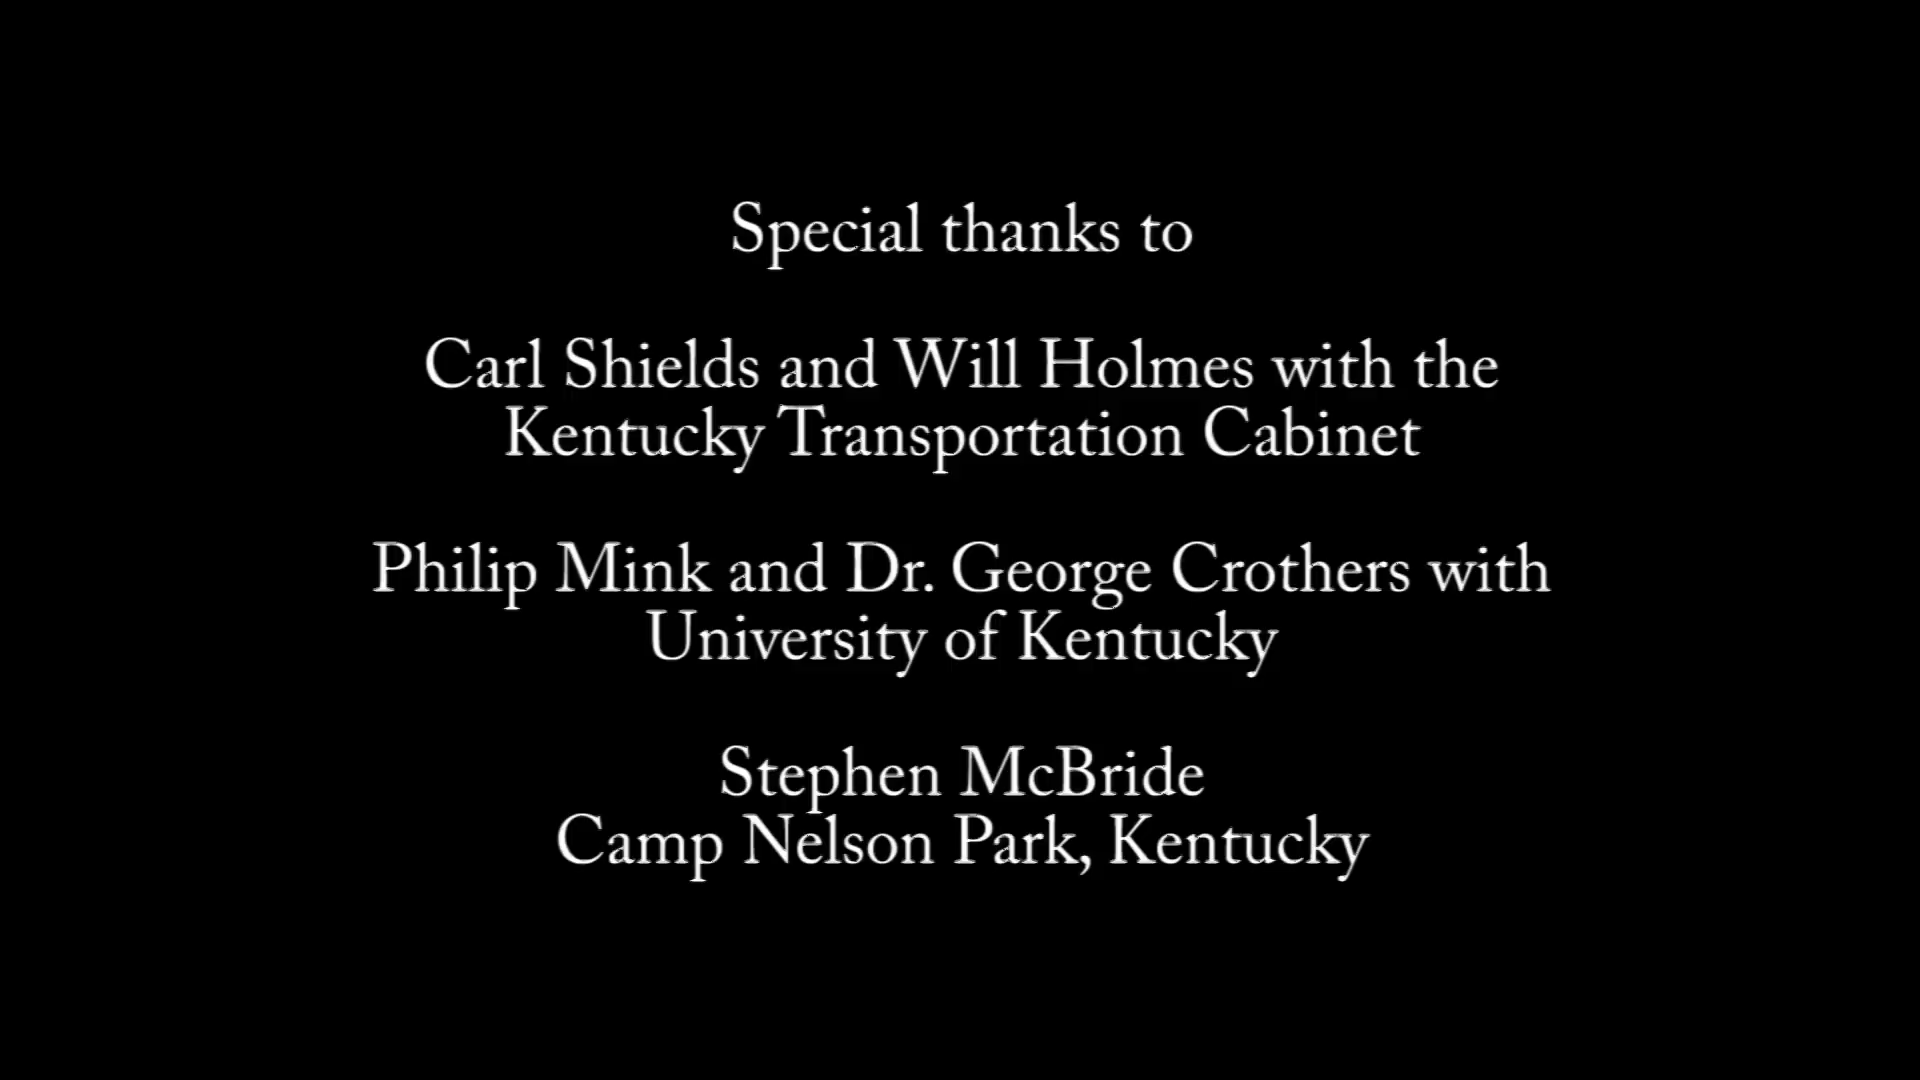 Special thanks to
Carl Shields and Will Holmes with the
Kentucky Transportation Cabinet
Philip Mink and Dr. George Crothers with
University of Kentucky
Stephen McBride
Camp Nelson Park, Kentucky